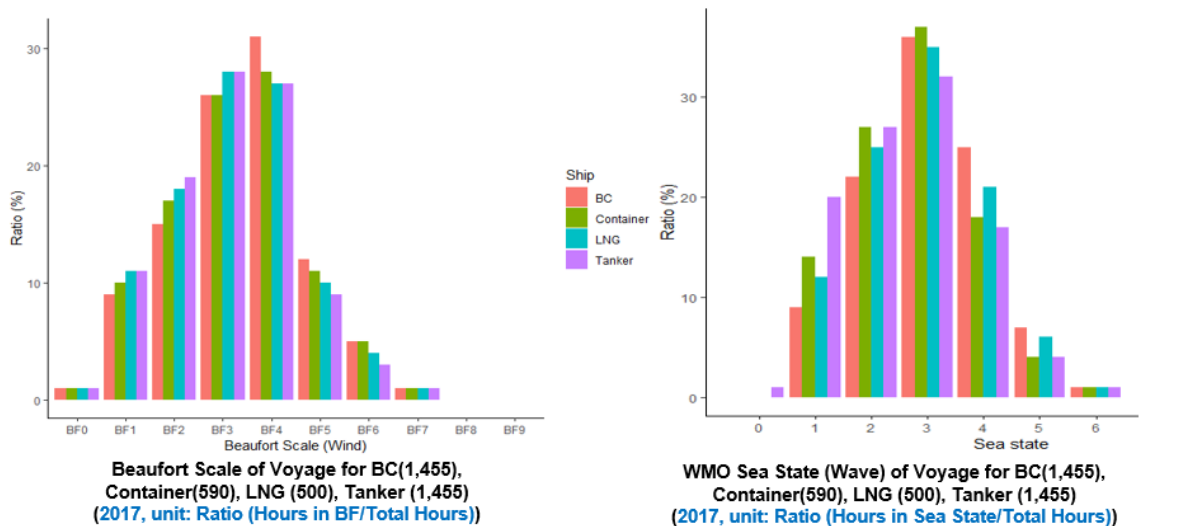 30
20
10
0
Ratio (%)
BF0 BF1 BF2 BF3 BF4 BF5 BF6 BF7 BF8 BF9
Beaufort Scale (Wind)
Beaufort Scale of Voyage for BC(1,455),
Container(590), LNG (500), Tanker (1,455)
(2017, unit: Ratio (Hours in BF/Total Hours))
Ship
BC
Container
LNG
Tanker
30
20
10
0
Ratio (%)
0 1 2 3 4 5 6
Sea state
WMO Sea State (Wave) of Voyage for BC(1,455),
Container(590), LNG (500), Tanker (1,455)
(2017, unit: Ratio (Hours in Sea State/Total Hours)